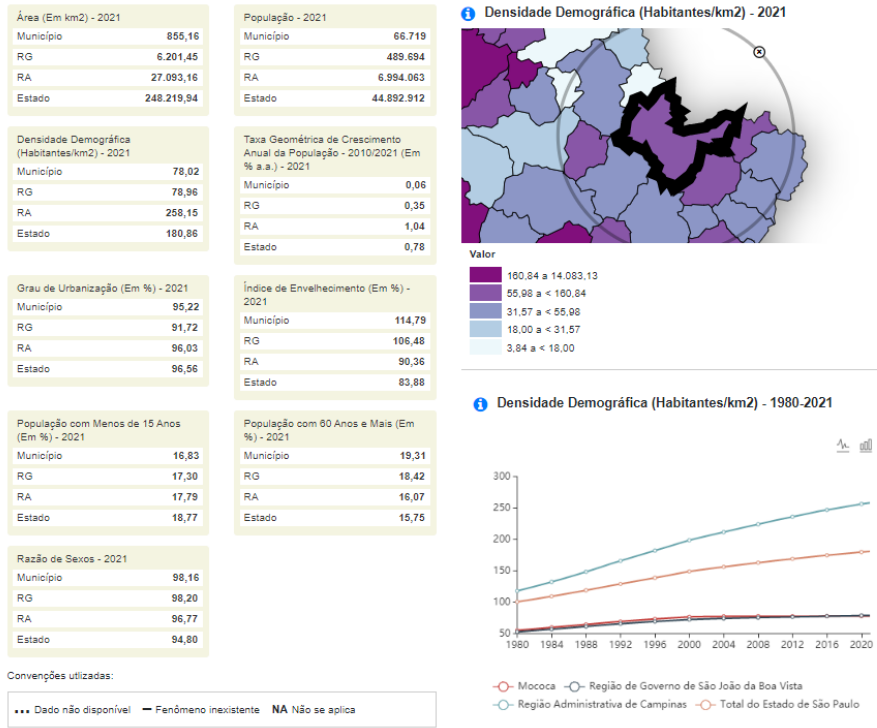 Área (Em km2) - 2021
Município 855,16
RG 6.201,45
RA 27.093,16
Estado 248.219,94
População - 2021
Município 66.719
RG 489.694
RA 6.994.063
Estado 44.892.912
Densidade Demográfica
(Habitantes/km2) - 2021
Município 78,02
RG 78,96
RA 258,15
Estado 180,86
Taxa Geométrica de Crescimento
Anual da População - 2010/2021 (Em
% a.a.) - 2021
Município 0,06
RG 0,35
RA 1,04
Estado 0,78
Grau de Urbanização (Em %) - 2021
Município 95,22
RG 91,72
RA 96,03
Estado 96,56
Índice de Envelhecimento (Em %) -
2021
Município 114,79
RG 106,48
RA 90,36
Estado 83,88
População com Menos de 15 Anos
(Em %) - 2021
Município 16,83
RG 17,30
RA 17,79
Estado 18,77
População com 60 Anos e Mais (Em
%) - 2021
Município 19,31
RG 18,42
RA 16,07
Estado 15,75
Razão de Sexos - 2021
Município 98,16
RG 98,20
RA 96,77
Estado 94,80
Convenções utlizadas:
... Dado não disponível — Fenômeno inexistente NA Não se aplica
Densidade Demográfica (Habitantes/km2) - 2021
Valor
160,84 a 14.083,13
55,98 a < 160,84
31,57 a < 55,98
18,00 a < 31,57
3,84 a < 18,00
Densidade Demográfica (Habitantes/km2) - 1980-2021
300
250
200
150
100
50
1980 1984 1988 1992 1996 2000 2004 2008 2012 2016 2020
Mococa Região de Governo de São João da Boa Vista
Região Administrativa de Campinas Total do Estado de São Paulo